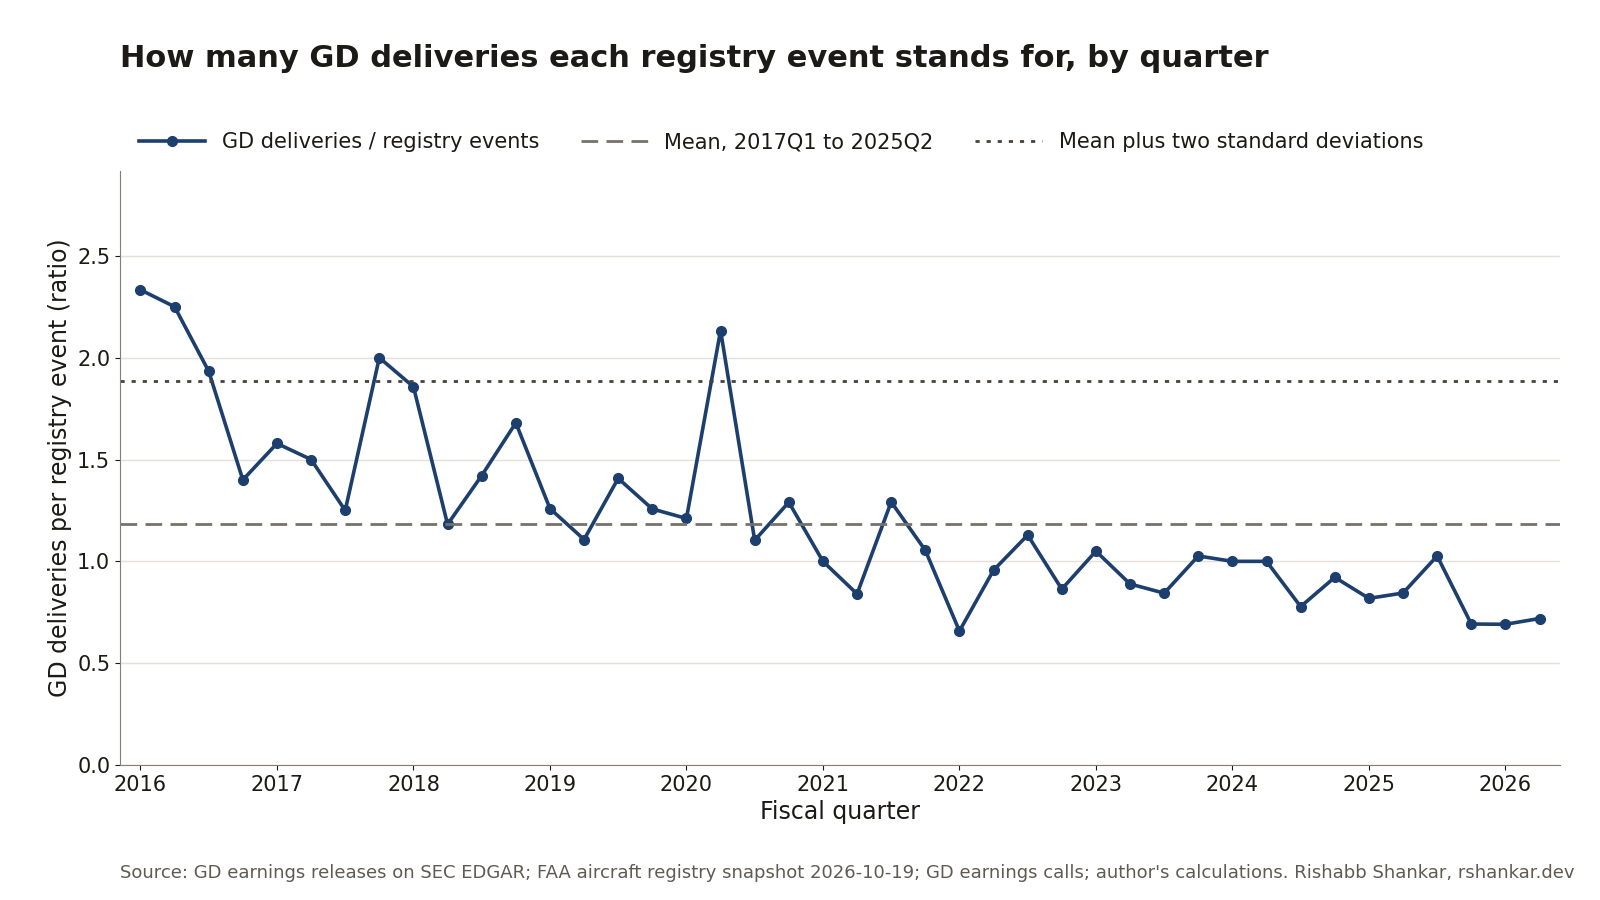 How many GD deliveries each registry event stands for, by quarter
GD deliveries / registry events
Mean, 2017Q1 to 2025Q2
Mean plus two standard deviations
GD deliveries per registry event (ratio)
2.5
2.0
1.5
1.0
0.5
0.0
2016 2017 2018 2019 2020 2021 2022 2023 2024 2025 2026
Fiscal quarter
Source: GD earnings releases on SEC EDGAR; FAA aircraft registry snapshot 2026-10-19; GD earnings calls; author's calculations. Rishabb Shankar, rshankar.dev